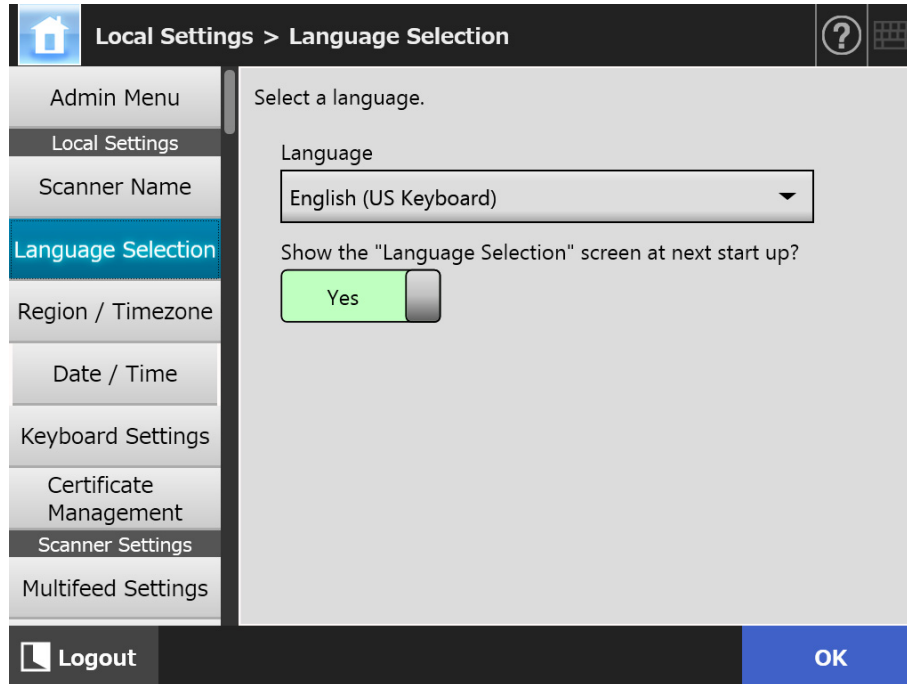 Local Settings > Language Selection
?
Admin Menu
Local Settings
Scanner Name
Language Selection
Region / Timezone
Date / Time
Keyboard Settings
Certificate
Management
Scanner Settings
Multifeed Settings
Select a language.
Language
English (US Keyboard)
Show the "Language Selection" screen at next start up?
Yes
Logout
OK